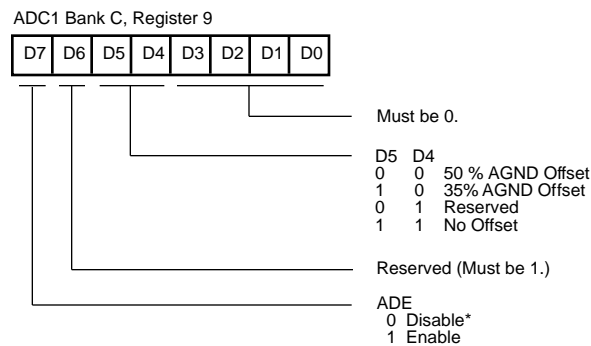 ADC1 Bank C, Register 9
D7 D6 D5 D4 D3 D2 D1 D0
Must be 0.
D5 D4
0 0 50 % AGND Offset
1 0 35% AGND Offset
0 1 Reserved
1 1 No Offset
Reserved (Must be 1.)
ADE
0 Disable*
1 Enable